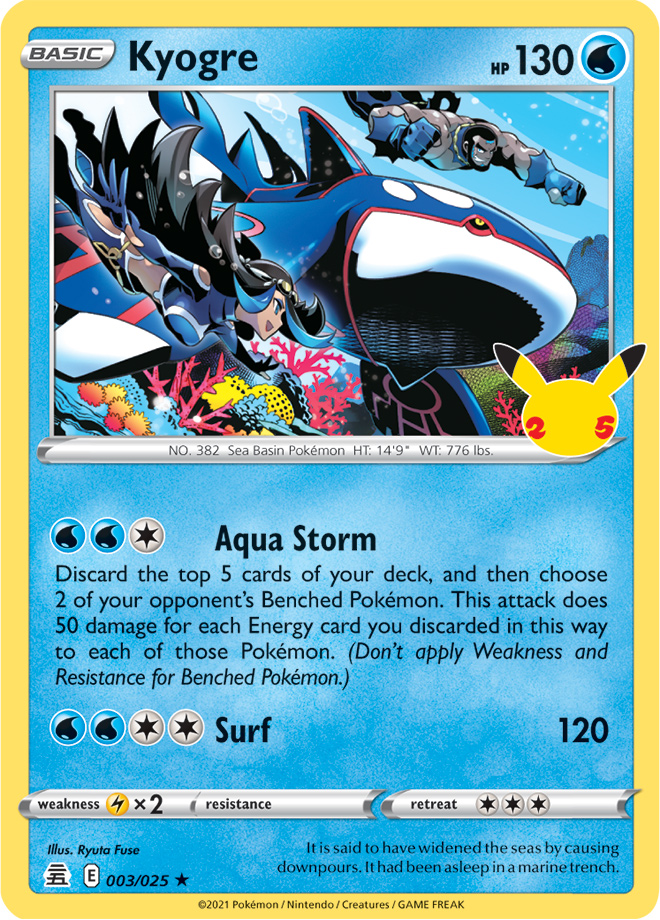 BASIC Kyogre HP 130
25
NO. 382 Sea Basin Pokémon HT: 14'9" WT: 776 lbs.
Aqua Storm
Discard the top 5 cards of your deck, and then choose
2 of your opponent's Benched Pokémon. This attack does
50 damage for each Energy card you discarded in this way
to each of those Pokémon. (Don't apply Weakness and
Resistance for Benched Pokémon.)
Surf 120
weakness ×2 resistance retreat
Illus. Ryuta Fuse
It is said to have widened the seas by causing
downpours. It had been asleep in a marine trench.
E 003/025 ★
©2021 Pokémon / Nintendo / Creatures / GAME FREAK